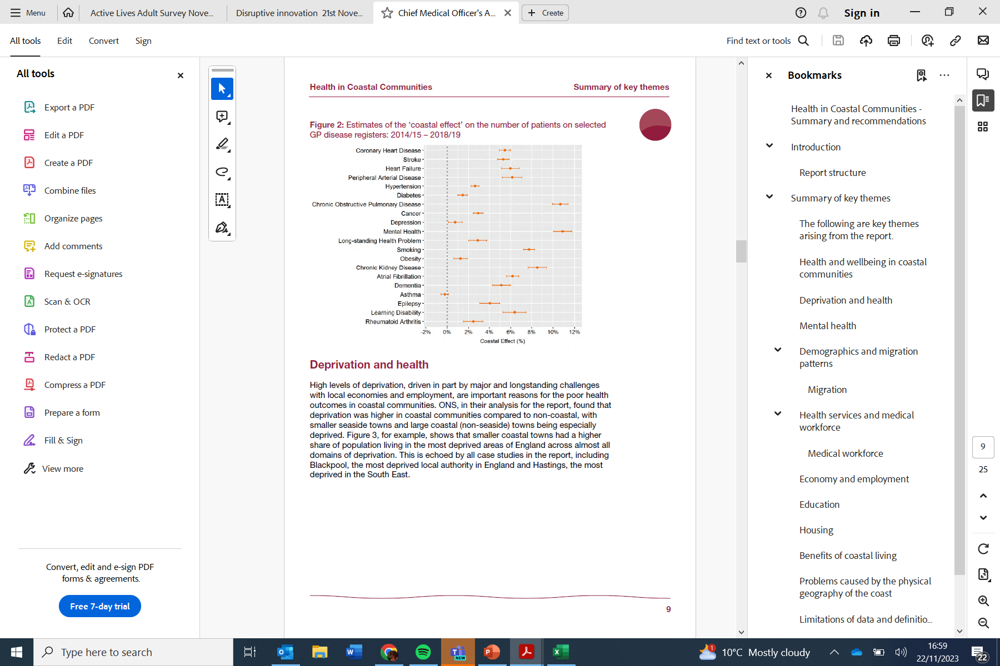 Menu
Active Lives Adult Survey Nove...
Disruptive innovation 21st Nove...
Chief Medical Officer's A...
Create
Sign in
All tools
Edit
Convert
Sign
Find text or tools
All tools
Export a PDF
Edit a PDF
Create a PDF
Combine files
Organize pages
Add comments
Request e-signatures
Scan & OCR
Protect a PDF
Redact a PDF
Compress a PDF
Prepare a form
Fill & Sign
View more
Convert, edit and e-sign PDF
forms & agreements.
Free 7-day trial
Health in Coastal Communities
Summary of key themes
Figure 2: Estimates of the ‘coastal effect’ on the number of patients on selected
GP disease registers: 2014/15 – 2018/19
Coronary Heart Disease
Stroke
Heart Failure
Peripheral Arterial Disease
Hypertension
Diabetes
Chronic Obstructive Pulmonary Disease
Cancer
Depression
Mental Health
Long-standing Health Problem
Smoking
Obesity
Chronic Kidney Disease
Atrial Fibrillation
Dementia
Asthma
Epilepsy
Learning Disability
Rheumatoid Arthritis
-2% 0% 2% 4% 6% 8% 10% 12%
Coastal Effect (%)
Deprivation and health
High levels of deprivation, driven in part by major and longstanding challenges
with local economies and employment, are important reasons for the poor health
outcomes in coastal communities. ONS, in their analysis for the report, found that
deprivation was higher in coastal communities compared to non-coastal, with
smaller seaside towns and large coastal (non-seaside) towns being especially
deprived. Figure 3, for example, shows that smaller coastal towns had a higher
share of population living in the most deprived areas of England across almost all
domains of deprivation. This is echoed by all case studies in the report, including
Blackpool, the most deprived local authority in England and Hastings, the most
deprived in the South East.
9
Bookmarks
Health in Coastal Communities -
Summary and recommendations
Introduction
Report structure
Summary of key themes
The following are key themes
arising from the report.
Health and wellbeing in coastal
communities
Deprivation and health
Mental health
Demographics and migration
patterns
Migration
Health services and medical
workforce
Medical workforce
Economy and employment
Education
Housing
Benefits of coastal living
Problems caused by the physical
geography of the coast
Limitations of data and definitio...
9
25
Type here to search
NEW
1
10°C Mostly cloudy
16:59
22/11/2023
22